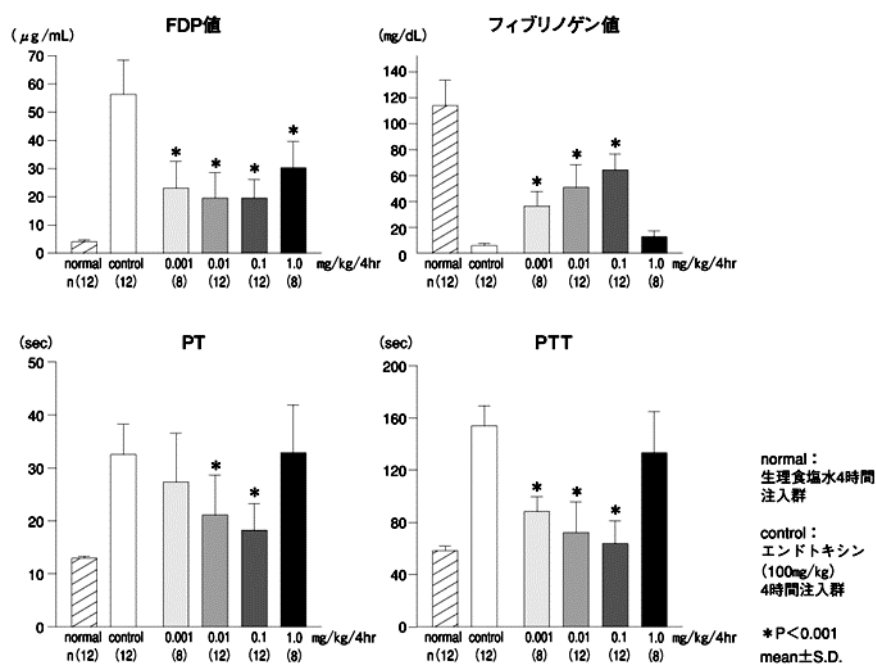 FDP値
(μg/mL)
70
60
50
40
30
20
10
0
*
*
*
*
normal control 0.001 0.01 0.1 1.0 mg/kg/4hr
n(12) (12) (8) (12) (12) (8)
フィブリノゲン値
(mg/dL)
140
120
100
80
60
40
20
0
*
*
*
normal control 0.001 0.01 0.1 1.0 mg/kg/4hr
n(12) (12) (8) (12) (12) (8)
PT
(sec)
50
40
30
20
10
0
*
*
normal control 0.001 0.01 0.1 1.0 mg/kg/4hr
n(12) (12) (8) (12) (12) (8)
PTT
(sec)
200
160
120
80
40
0
*
*
*
normal control 0.001 0.01 0.1 1.0 mg/kg/4hr
n(12) (12) (8) (12) (12) (8)
normal：
生理食塩水4時間
注入群
control：
エンドトキシン
(100mg/kg)
4時間注入群
*P<0.001
mean±S.D.